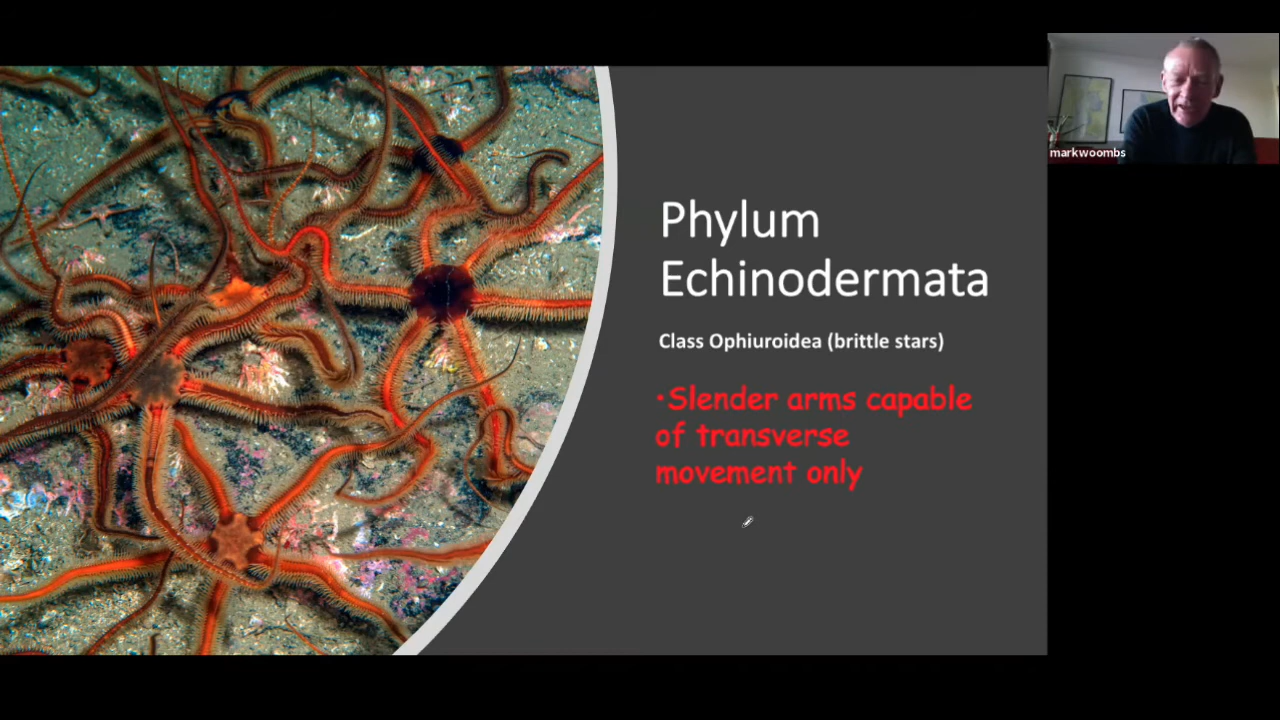 Phylum
Echinodermata
Class Ophiuroidea (brittle stars)
•Slender arms capable
of transverse
movement only
markwoombs